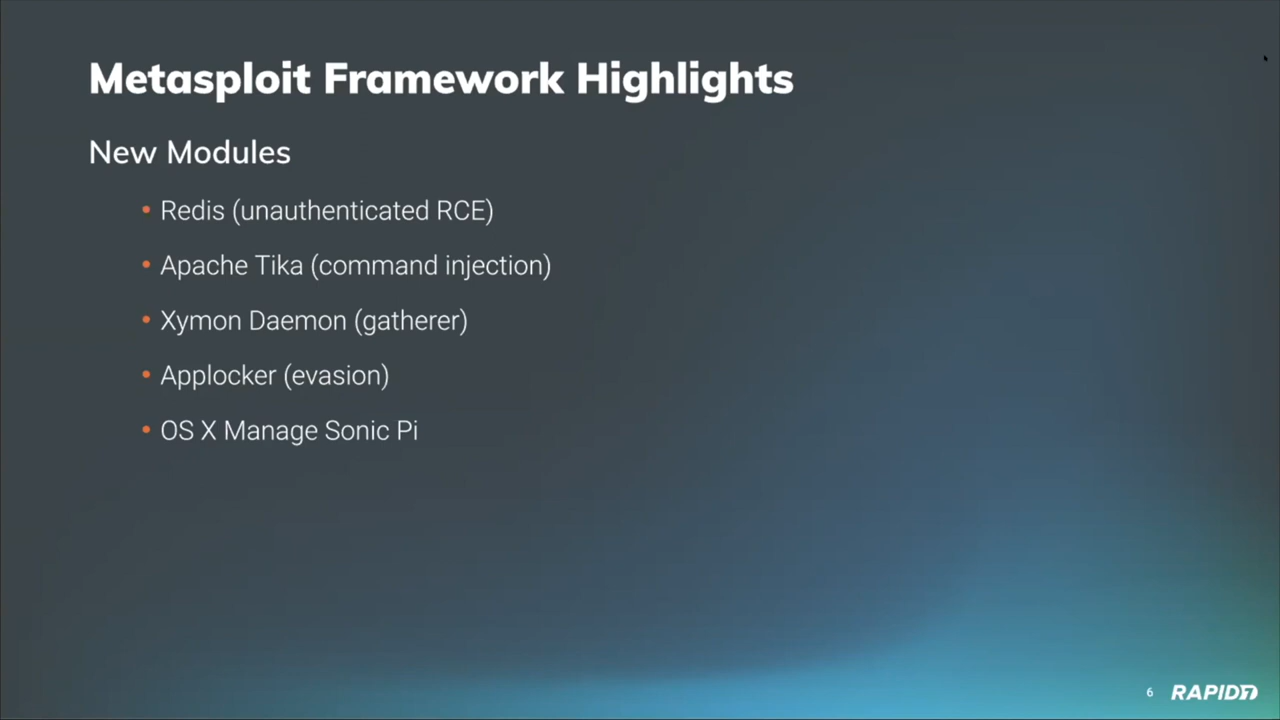 Metasploit Framework Highlights
New Modules
• Redis (unauthenticated RCE)
• Apache Tika (command injection)
• Xymon Daemon (gatherer)
• Applocker (evasion)
• OS X Manage Sonic Pi
6 RAPID7